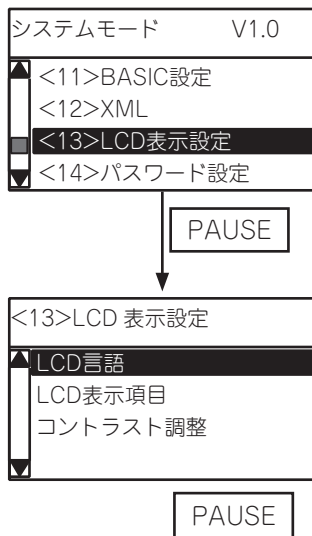 システムモード V1.0
<11>BASIC設定
<12>XML
<13>LCD表示設定
<14>パスワード設定
PAUSE
<13>LCD 表示設定
LCD言語
LCD表示項目
コントラスト調整
PAUSE